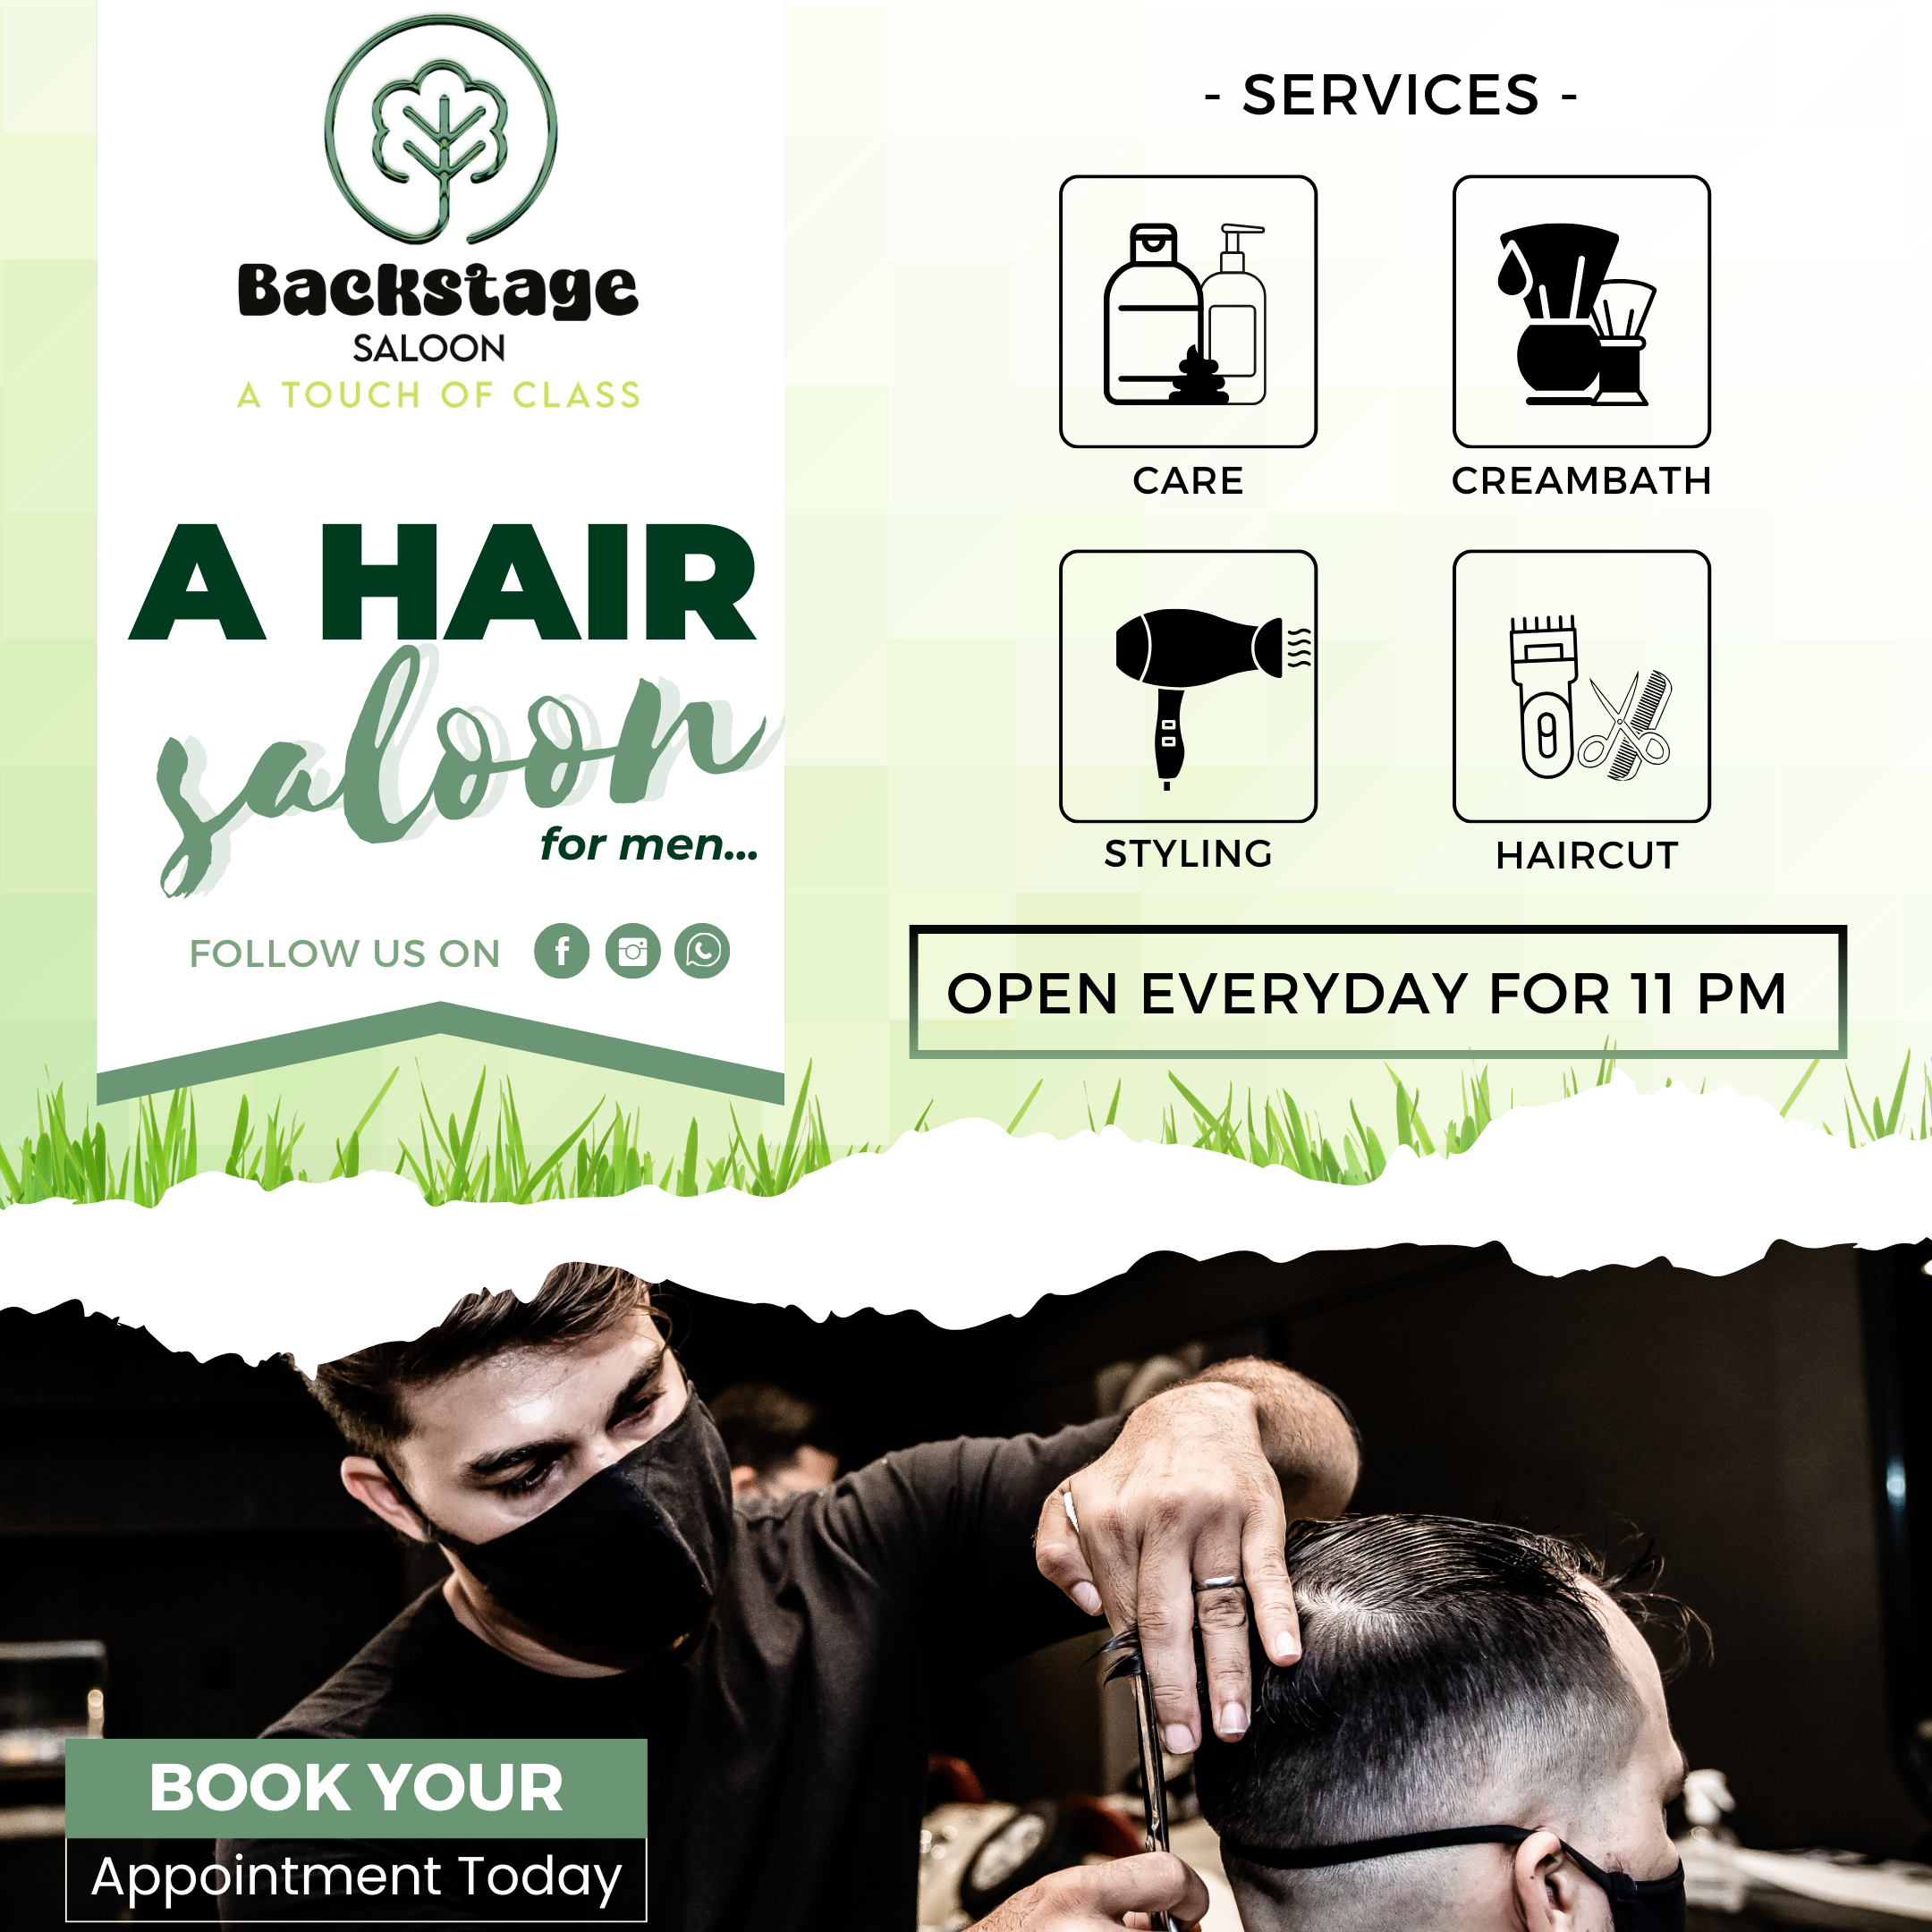 Backstage
SALOON
A TOUCH OF CLASS
A HAIR
saloon
for men...
FOLLOW US ON
- SERVICES -
CARE
CREAMBATH
STYLING
HAIRCUT
OPEN EVERYDAY FOR 11 PM
BOOK YOUR
Appointment Today